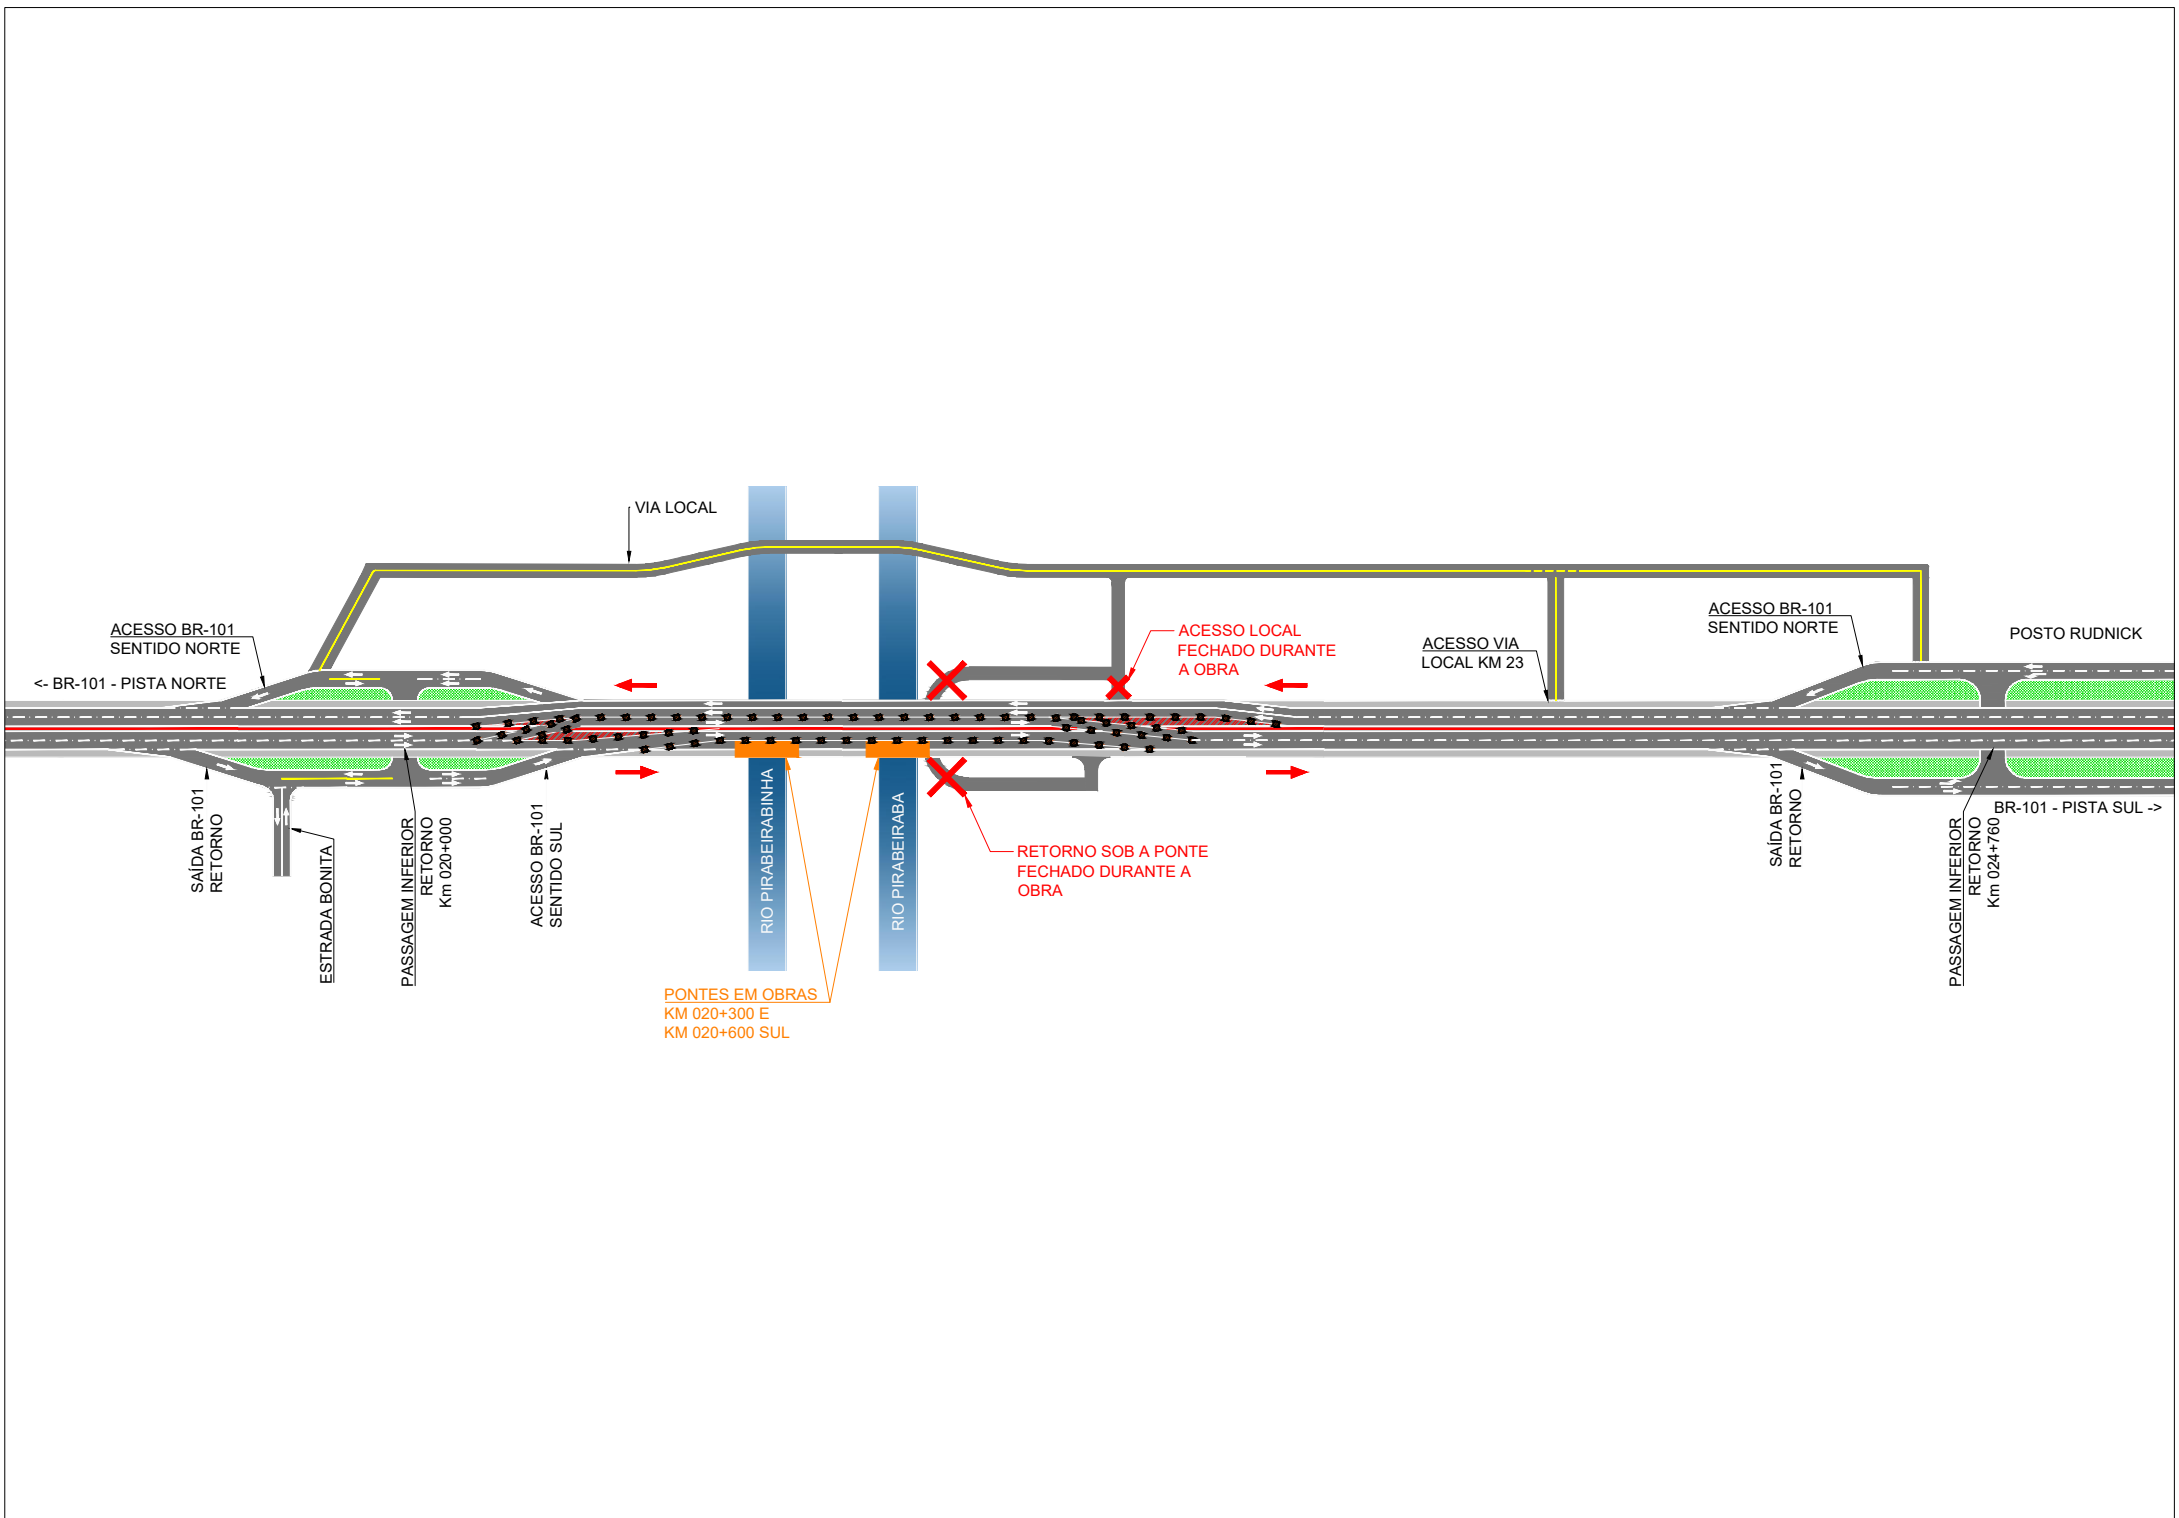 VIA LOCAL
ACESSO BR-101
SENTIDO NORTE
<- BR-101 - PISTA NORTE
ACESSO LOCAL
FECHADO DURANTE
A OBRA
ACESSO VIA
LOCAL KM 23
ACESSO BR-101
SENTIDO NORTE
POSTO RUDNICK
SAÍDA BR-101
RETORNO
ESTRADA BONITA
PASSAGEM INFERIOR
RETORNO
Km 020+000
ACESSO BR-101
SENTIDO SUL
RIO PIRABEIRABINHA
RIO PIRABEIRABA
RETORNO SOB A PONTE
FECHADO DURANTE A
OBRA
SAÍDA BR-101
RETORNO
BR-101 - PISTA SUL ->
PASSAGEM INFERIOR
RETORNO
Km 024+760
PONTES EM OBRAS
KM 020+300 E
KM 020+600 SUL